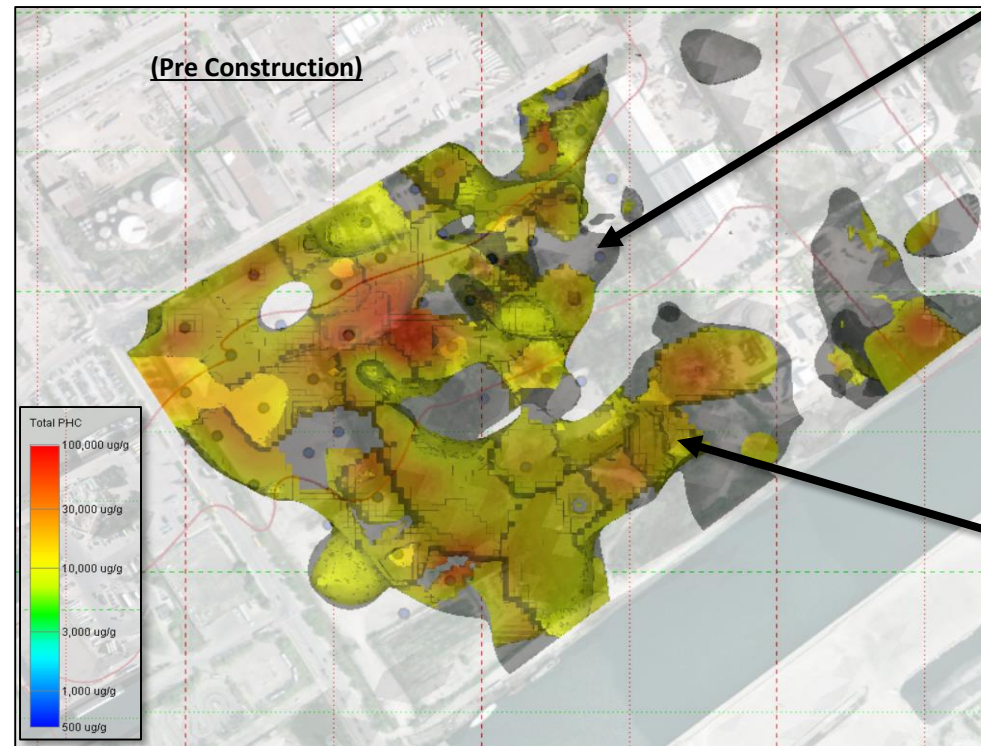 (Pre Construction)
Total PHC
100,000 ug/g
30,000 ug/g
10,000 ug/g
3,000 ug/g
1,000 ug/g
500 ug/g